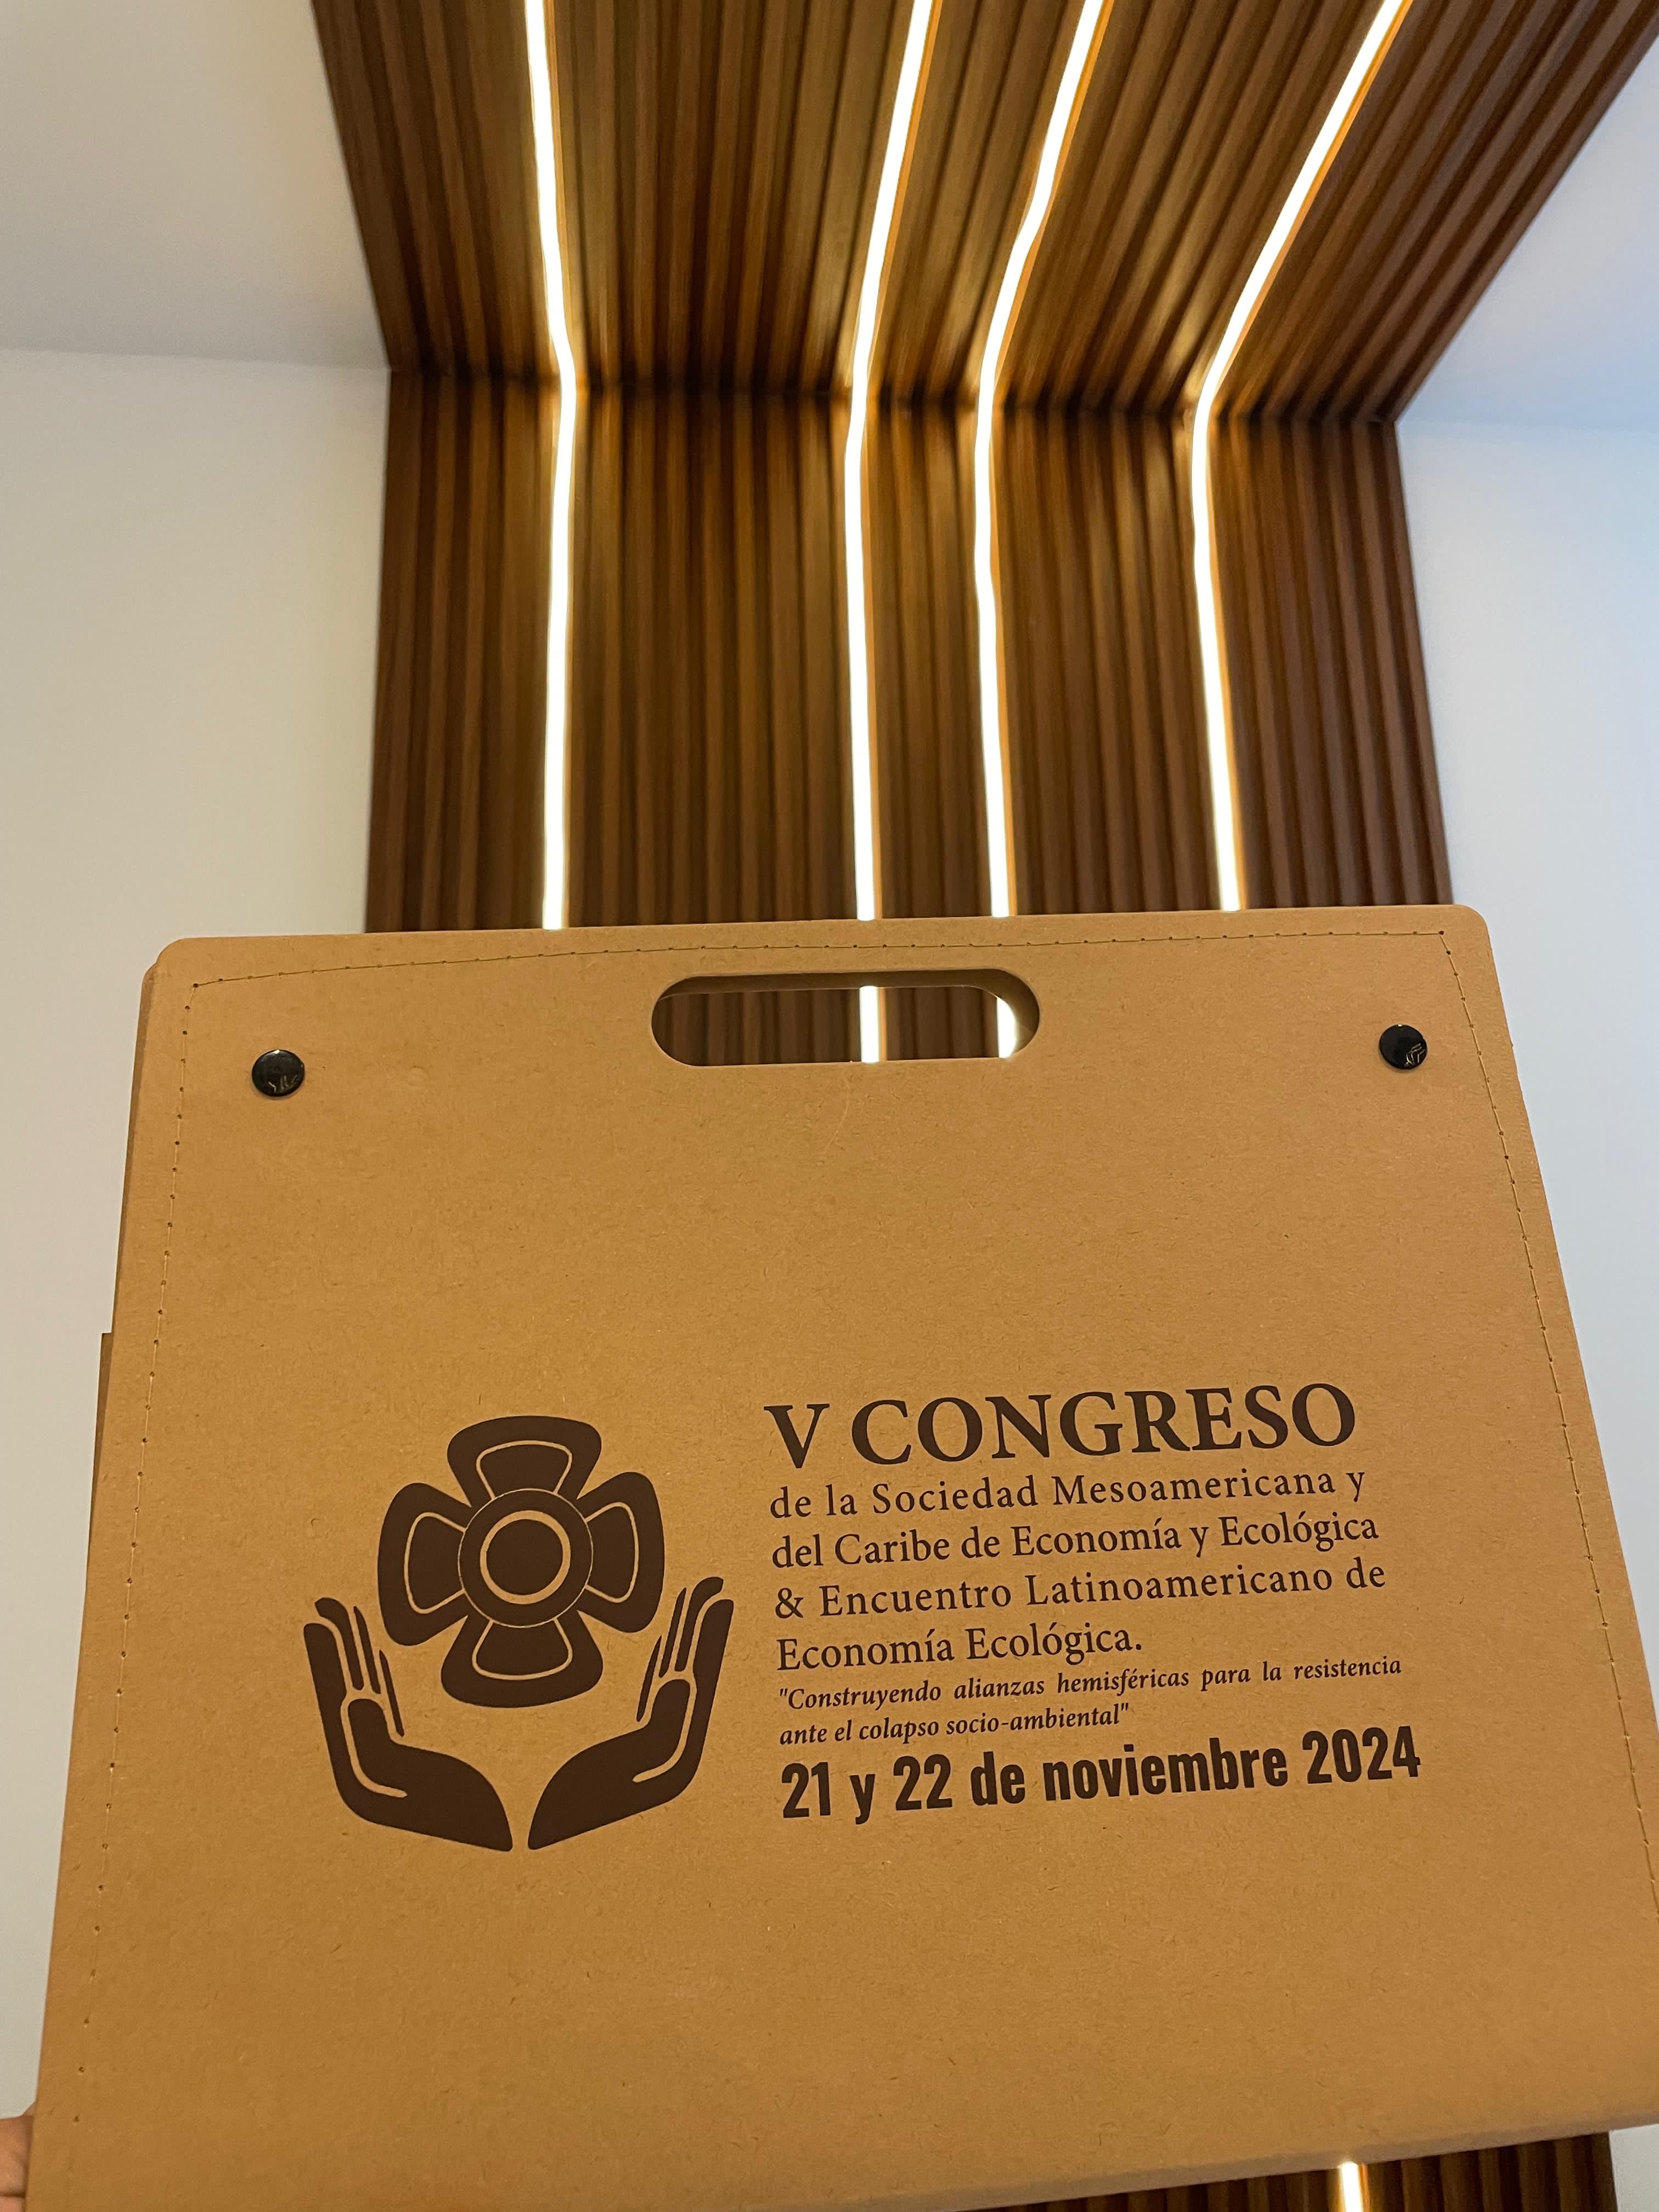 V CONGRESO
de la Sociedad Mesoamericana y
del Caribe de Economía y Ecológica
& Encuentro Latinoamericano de
Economía Ecológica.
"Construyendo alianzas hemisféricas para la resistencia
ante el colapso socio-ambiental"
21 y 22 de noviembre 2024